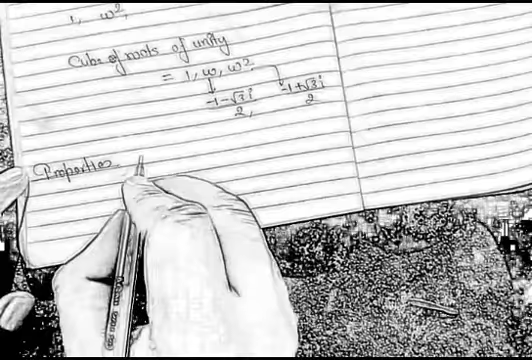 1, ω²,
Cube of roots of unity
= 1, ω, ω²
-1-√3i/2, -1+√3i/2
Properties